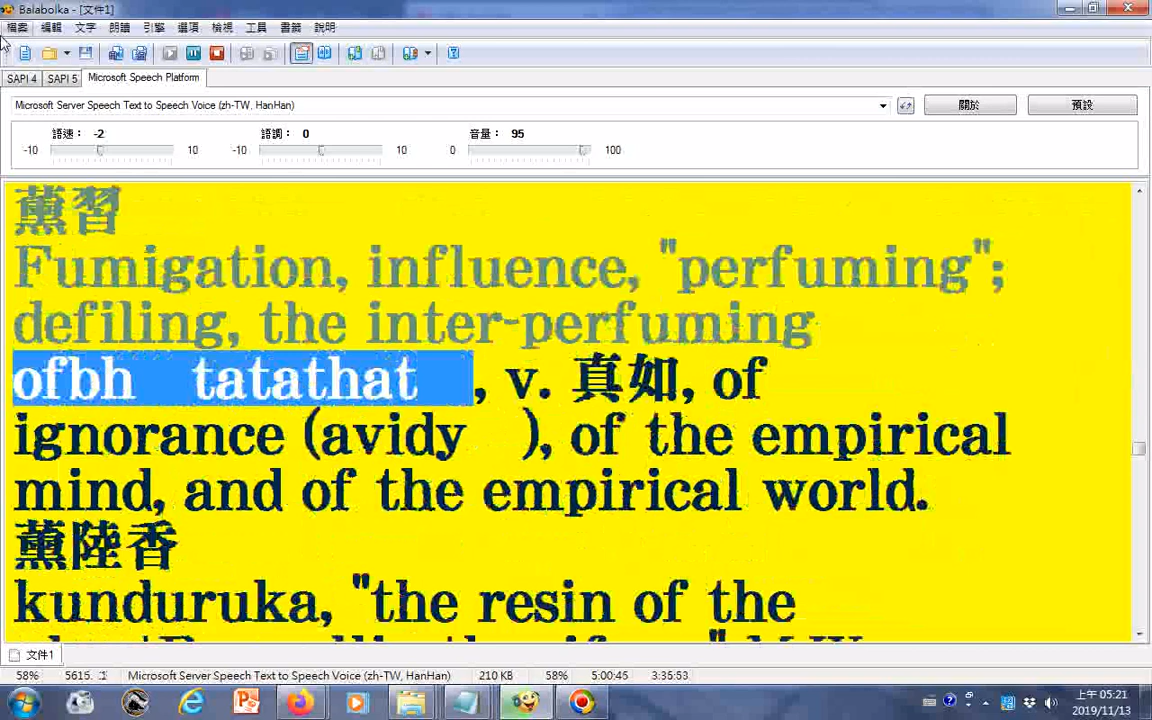 Balabolka - [文件1]
檔案 編輯 文字 朗讀 引擎 選項 檢視 工具 書籤 說明
SAPI 4 SAPI 5 Microsoft Speech Platform
Microsoft Server Speech Text to Speech Voice (zh-TW, HanHan) 關於 預設
語速： -2 語調： 0 音量： 95
-10 10 -10 10 0 100
薰習
Fumigation, influence, "perfuming";
defiling, the inter-perfuming
ofbh tatathat , v. 真如, of
ignorance (avidy ), of the empirical
mind, and of the empirical world.
薰陸香
kunduruka, "the resin of the
文件1
58% 5615: 1 Microsoft Server Speech Text to Speech Voice (zh-TW, HanHan) 210 KB 58% 5:00:45 3:35:53
上午 05:21
2019/11/13